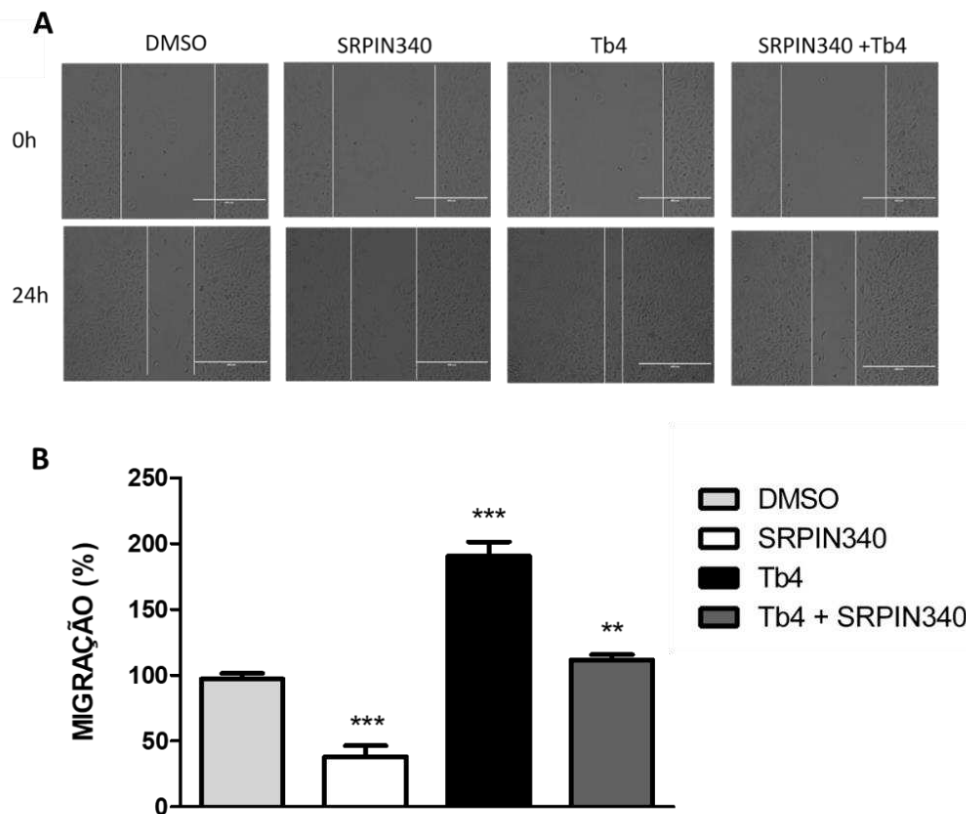 A
DMSO
SRPIN340
Tb4
SRPIN340 +Tb4
0h
24h
B
MIGRAÇÃO (%)
250
200
150
100
50
0
***
***
**
DMSO
SRPIN340
Tb4
Tb4 + SRPIN340